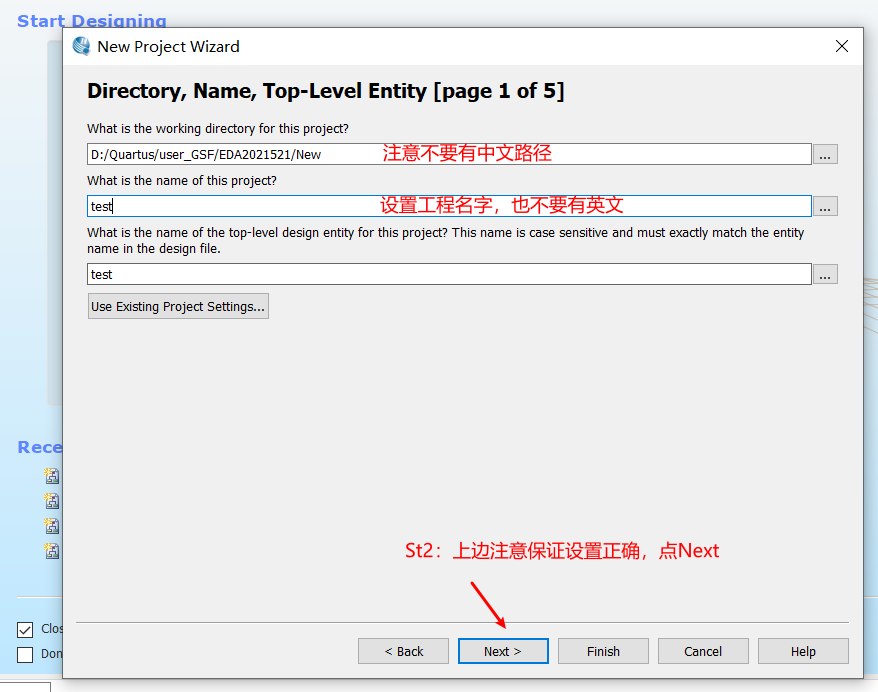 Start Designing
New Project Wizard
Directory, Name, Top-Level Entity [page 1 of 5]
What is the working directory for this project?
D:/Quartus/user_GSF/EDA2021521/New 注意不要有中文路径
...
What is the name of this project?
test 设置工程名字，也不要有英文
...
What is the name of the top-level design entity for this project? This name is case sensitive and must exactly match the entity
name in the design file.
test
...
Use Existing Project Settings...
Rece
St2：上边注意保证设置正确，点Next
Clos
Don
< Back
Next >
Finish
Cancel
Help